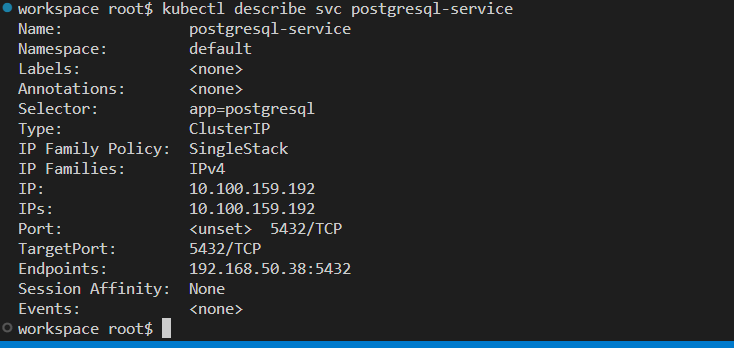 workspace root$ kubectl describe svc postgresql-service
Name:              postgresql-service
Namespace:         default
Labels:            <none>
Annotations:       <none>
Selector:          app=postgresql
Type:              ClusterIP
IP Family Policy:  SingleStack
IP Families:       IPv4
IP:                10.100.159.192
IPs:               10.100.159.192
Port:              <unset>  5432/TCP
TargetPort:        5432/TCP
Endpoints:         192.168.50.38:5432
Session Affinity:  None
Events:            <none>
workspace root$